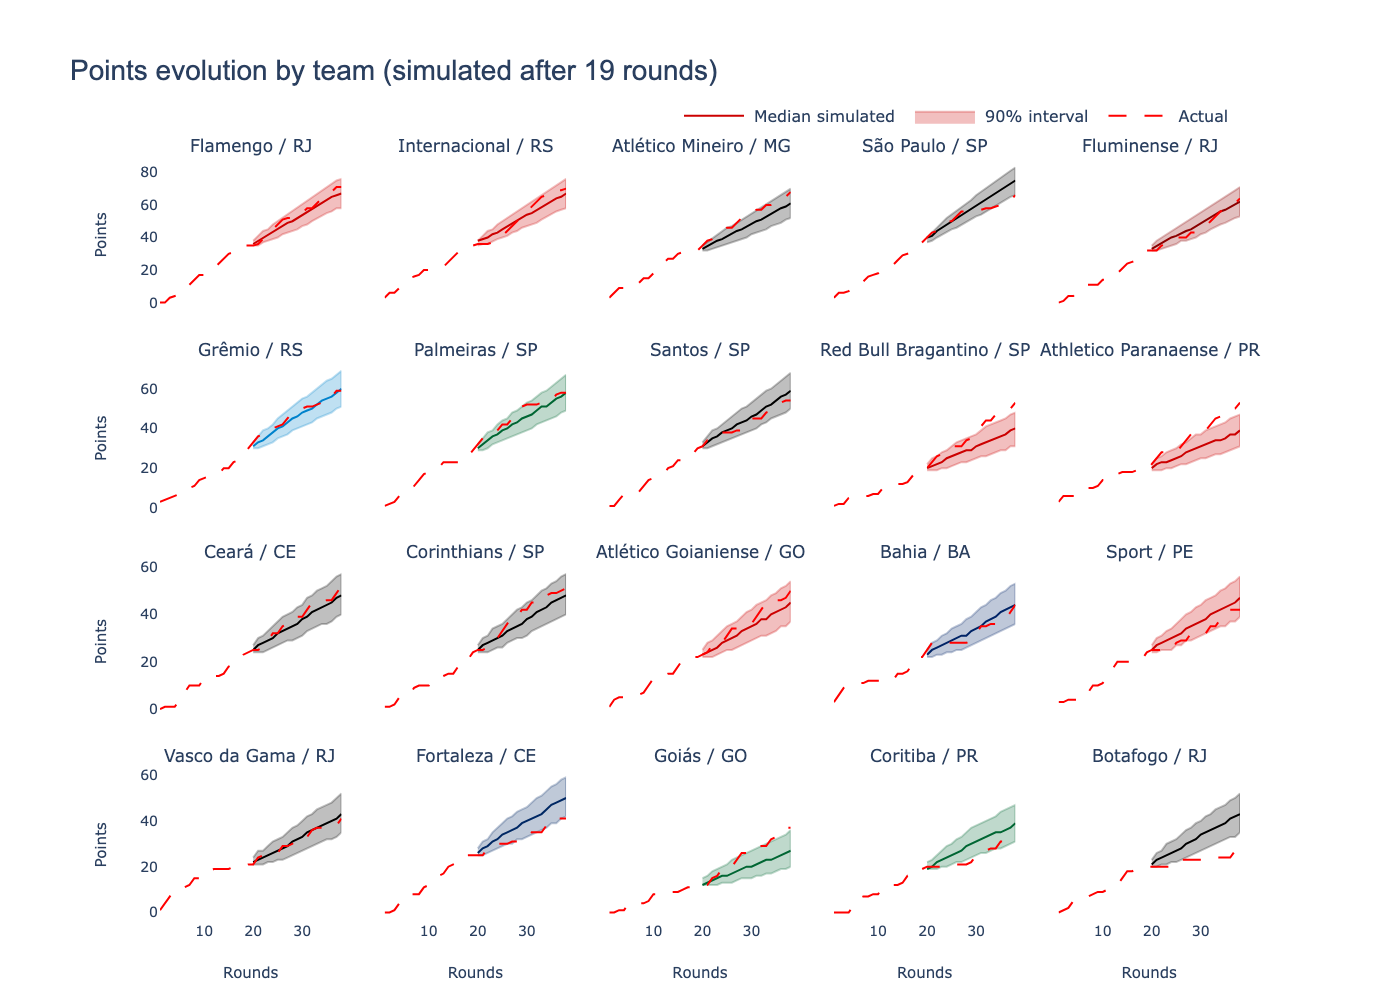 Points evolution by team (simulated after 19 rounds)
Median simulated 90% interval Actual
Flamengo / RJ Internacional / RS Atlético Mineiro / MG São Paulo / SP Fluminense / RJ
80
60
40
20
0
Points
Grêmio / RS Palmeiras / SP Santos / SP Red Bull Bragantino / SP Athletico Paranaense / PR
60
40
20
0
Points
Ceará / CE Corinthians / SP Atlético Goianiense / GO Bahia / BA Sport / PE
60
40
20
0
Points
Vasco da Gama / RJ Fortaleza / CE Goiás / GO Coritiba / PR Botafogo / RJ
60
40
20
0
Points
10 20 30 10 20 30 10 20 30 10 20 30 10 20 30
Rounds Rounds Rounds Rounds Rounds